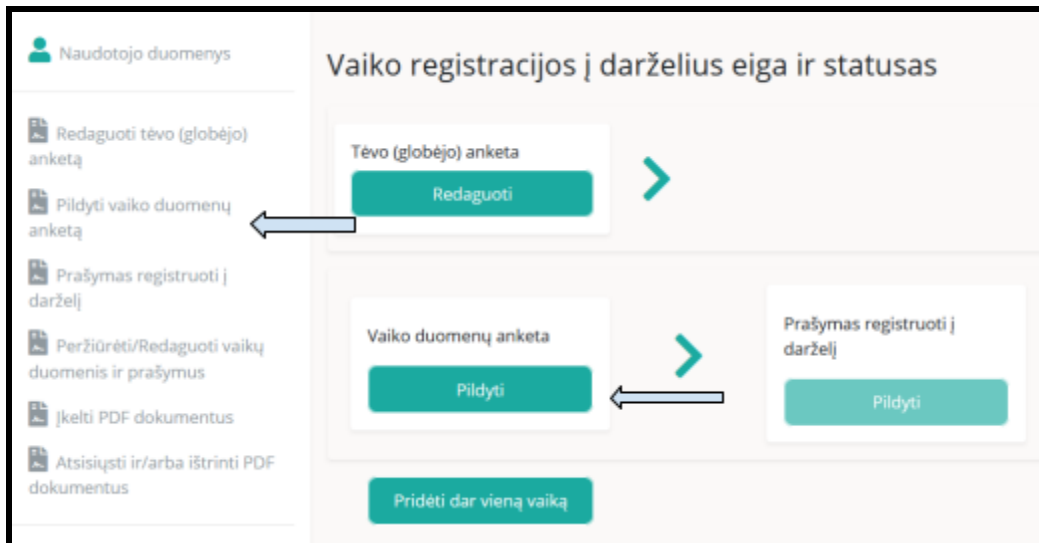 Naudotojo duomenys
Redaguoti tėvo (globėjo)
anketą
Pildyti vaiko duomenų
anketą
Prašymas registruoti į
darželį
Peržiūrėti/Redaguoti vaikų
duomenis ir prašymus
Įkelti PDF dokumentus
Atsisiųsti ir/arba ištrinti PDF
dokumentus
Vaiko registracijos į darželius eiga ir statusas
Tėvo (globėjo) anketa
Redaguoti
Vaiko duomenų anketa
Pildyti
Prašymas registruoti į
darželį
Pildyti
Pridėti dar vieną vaiką